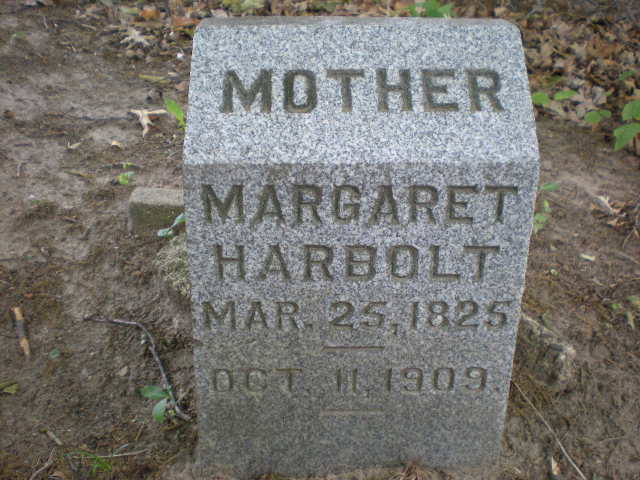 MOTHER
MARGARET
HARBOLT
MAR. 25, 1825
OCT. 11, 1909.